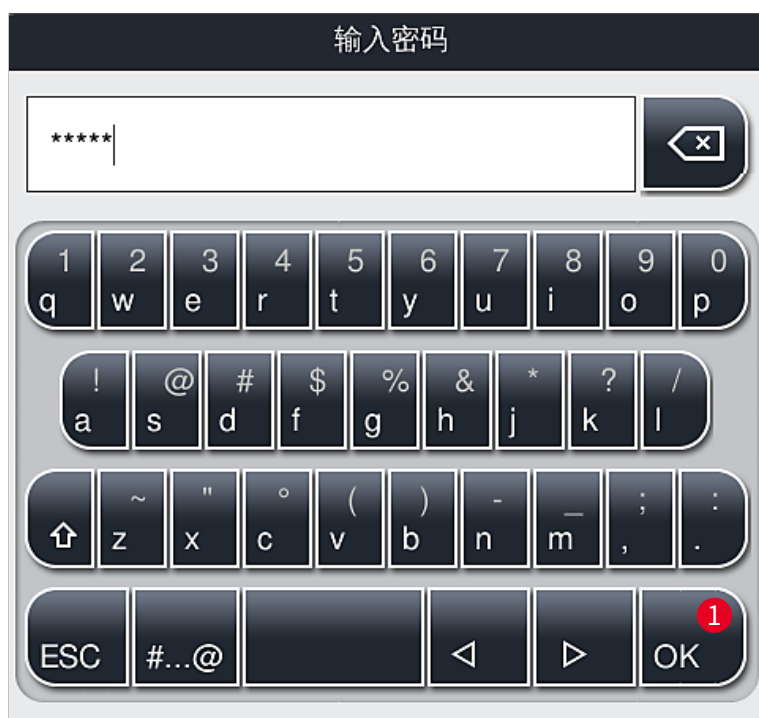 输入密码
*****
1 2 3 4 5 6 7 8 9 0
q w e r t y u i o p
! @ # $ % & * ? /
a s d f g h j k l
~ " ° ( ) - _ ; :
z x c v b n m , .
1
ESC #...@ OK